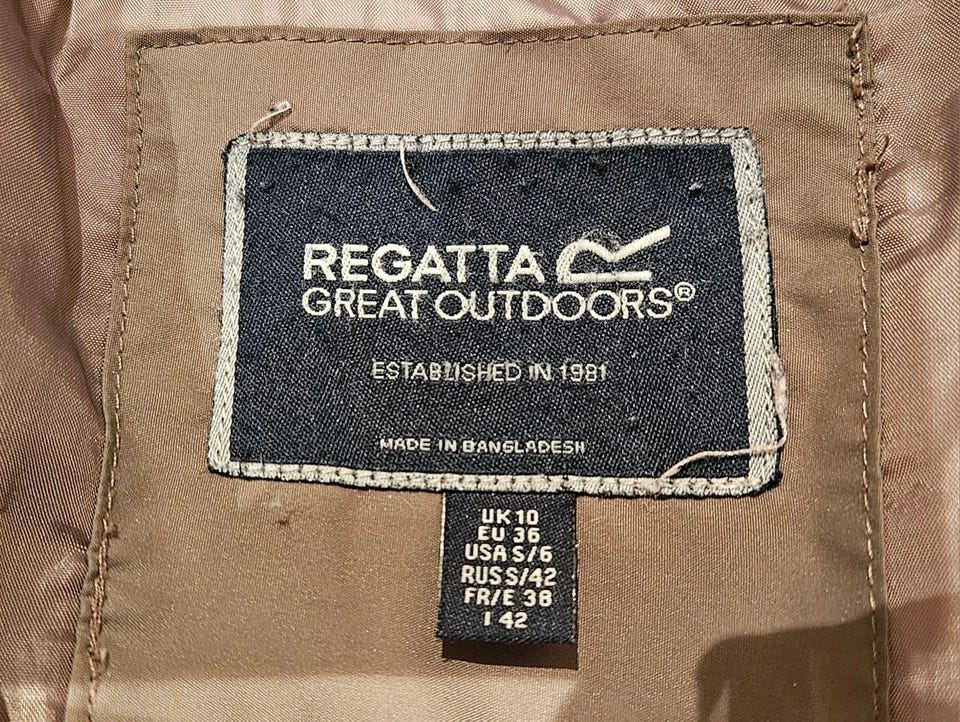 REGATTA
GREAT OUTDOORS®
ESTABLISHED IN 1981
MADE IN BANGLADESH
UK 10
EU 36
USA S/6
RUS S/42
FR/E 38
I 42